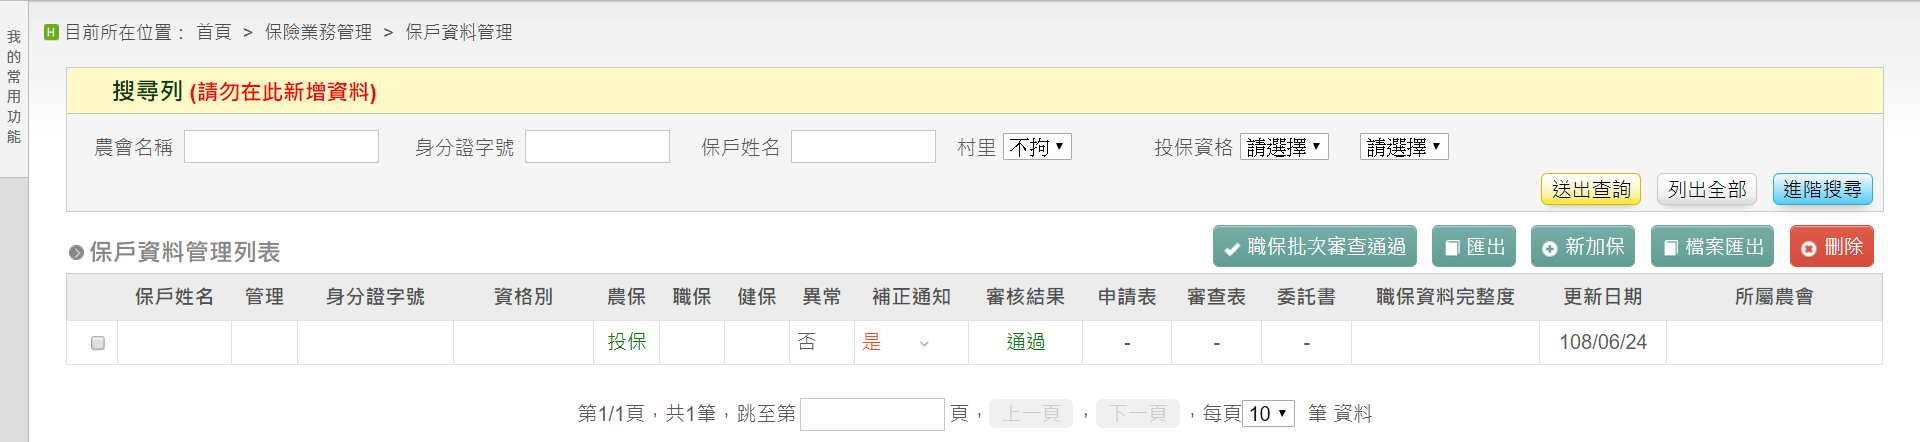 我的常用功能
H 目前所在位置： 首頁 > 保險業務管理 > 保戶資料管理
搜尋列 (請勿在此新增資料)
農會名稱 身分證字號 保戶姓名 村里 不拘 投保資格 請選擇 請選擇
送出查詢 列出全部 進階搜尋
保戶資料管理列表 職保批次審查通過 匯出 新加保 檔案匯出 刪除
保戶姓名 管理 身分證字號 資格別 農保 職保 健保 異常 補正通知 審核結果 申請表 審查表 委託書 職保資料完整度 更新日期 所屬農會
投保 否 是 通過 - - - 108/06/24
第1/1頁，共1筆，跳至第 頁， 上一頁 ， 下一頁 ，每頁 10 筆 資料